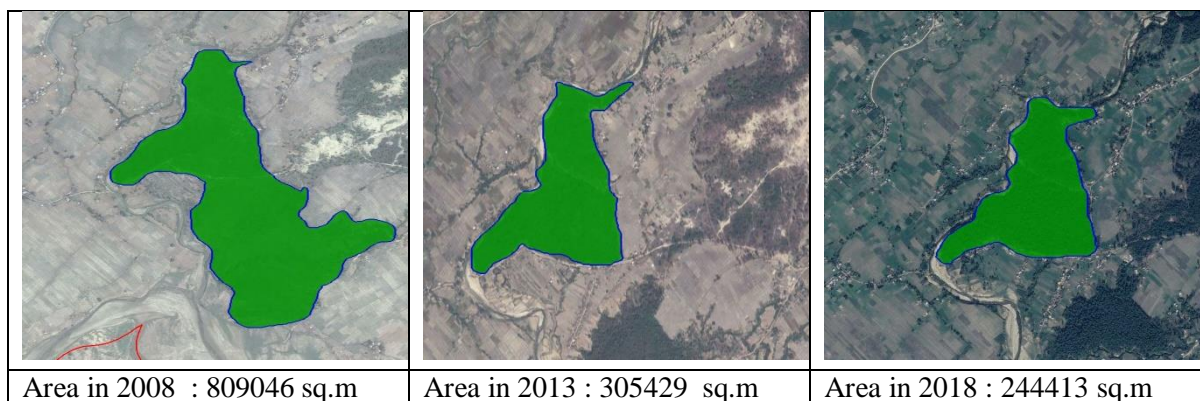 Area in 2008 : 809046 sq.m
Area in 2013 : 305429 sq.m
Area in 2018 : 244413 sq.m